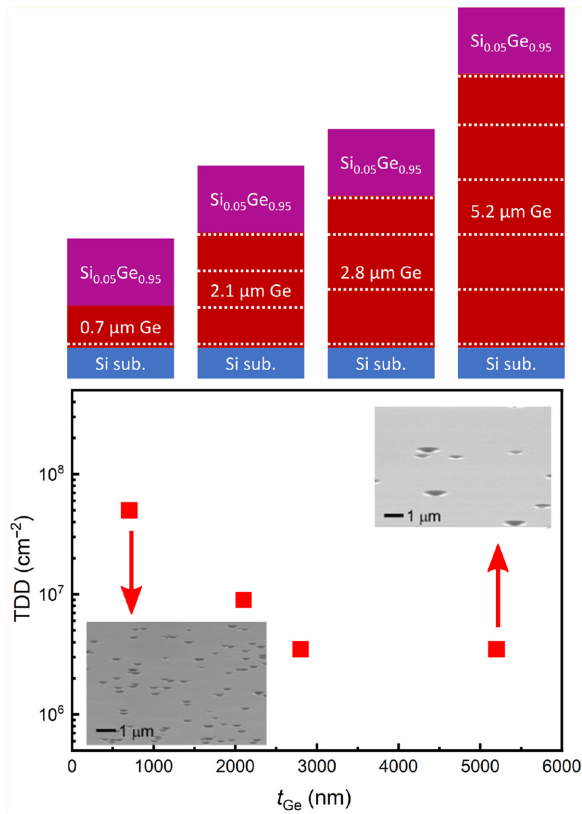 Si0.05Ge0.95
0.7 µm Ge
Si sub.
Si0.05Ge0.95
2.1 µm Ge
Si sub.
Si0.05Ge0.95
2.8 µm Ge
Si sub.
Si0.05Ge0.95
5.2 µm Ge
Si sub.
TDD (cm−2)
10^8
10^7
10^6
1 µm
1 µm
0 1000 2000 3000 4000 5000 6000
tGe (nm)